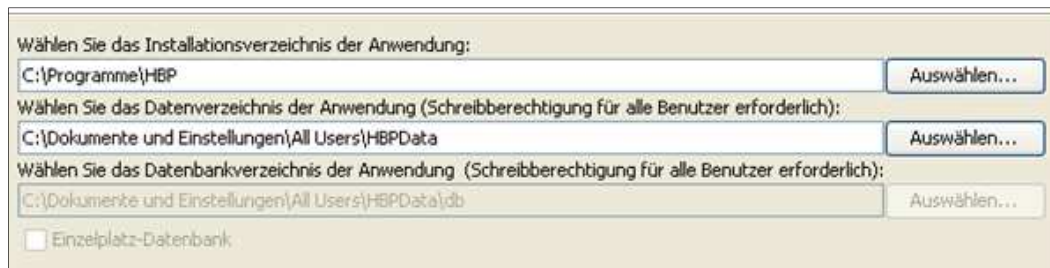 Wählen Sie das Installationsverzeichnis der Anwendung:
C:\Programme\HBP Auswählen...
Wählen Sie das Datenverzeichnis der Anwendung (Schreibberechtigung für alle Benutzer erforderlich):
C:\Dokumente und Einstellungen\All Users\HBPData Auswählen...
Wählen Sie das Datenbankverzeichnis der Anwendung (Schreibberechtigung für alle Benutzer erforderlich):
C:\Dokumente und Einstellungen\All Users\HBPData\db Auswählen...
Einzelplatz-Datenbank